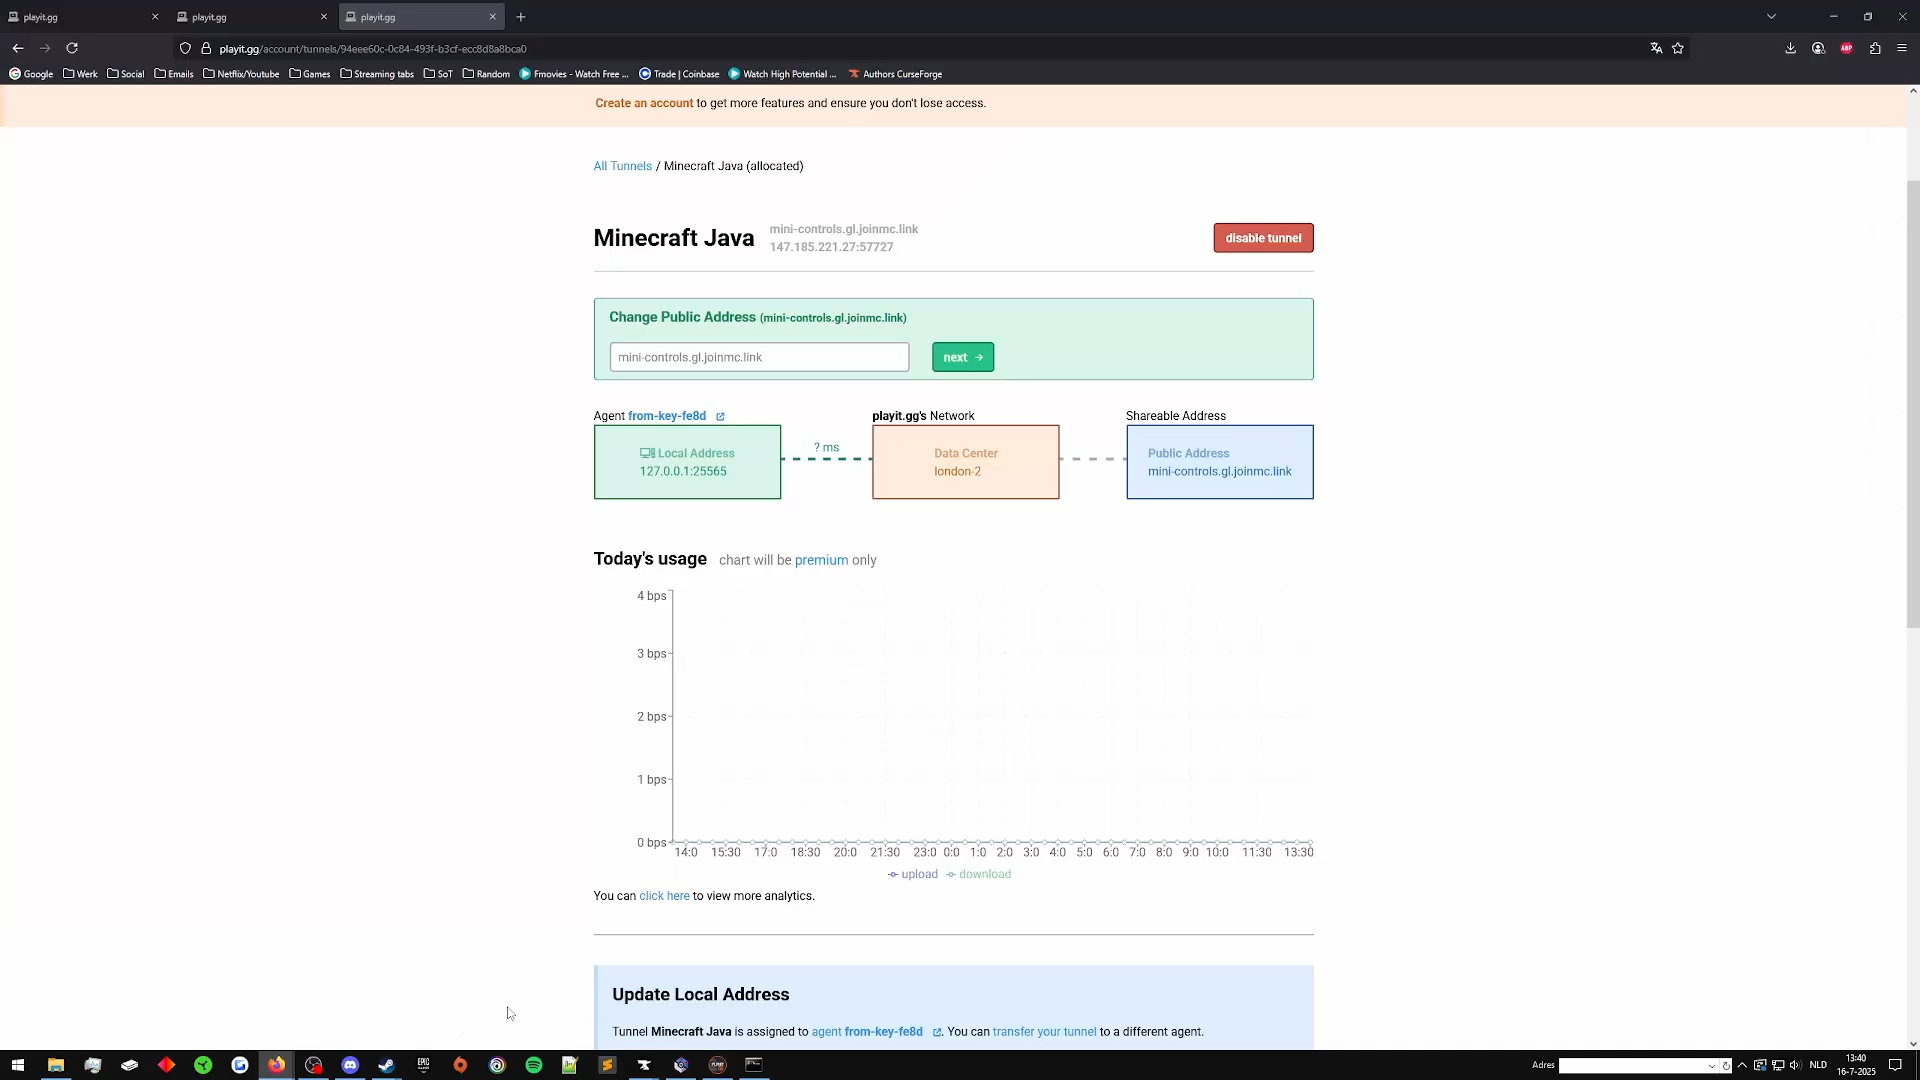 playit.gg
playit.gg
playit.gg
playit.gg/account/tunnels/94eee60c-0c84-493f-b3cf-ecc8d8a8bca0
Google Werk Social Emails Netflix/Youtube Games Streaming tabs SoT Random Fmovies - Watch Free ... Trade | Coinbase Watch High Potential ... Authors CurseForge
Create an account to get more features and ensure you don't lose access.
All Tunnels / Minecraft Java (allocated)
Minecraft Java
mini-controls.gl.joinmc.link
147.185.221.27:57727
disable tunnel
Change Public Address (mini-controls.gl.joinmc.link)
mini-controls.gl.joinmc.link
next →
Agent from-key-fe8d
playit.gg's Network
Shareable Address
Local Address
127.0.0.1:25565
? ms
Data Center
london-2
Public Address
mini-controls.gl.joinmc.link
Today's usage chart will be premium only
4 bps
3 bps
2 bps
1 bps
0 bps
14:0 15:30 17:0 18:30 20:0 21:30 23:0 0:0 1:0 2:0 3:0 4:0 5:0 6:0 7:0 8:0 9:0 10:0 11:30 13:30
upload download
You can click here to view more analytics.
Update Local Address
Tunnel Minecraft Java is assigned to agent from-key-fe8d . You can transfer your tunnel to a different agent.
ABP
EPIC
Adres
NLD
13:40
16-7-2025